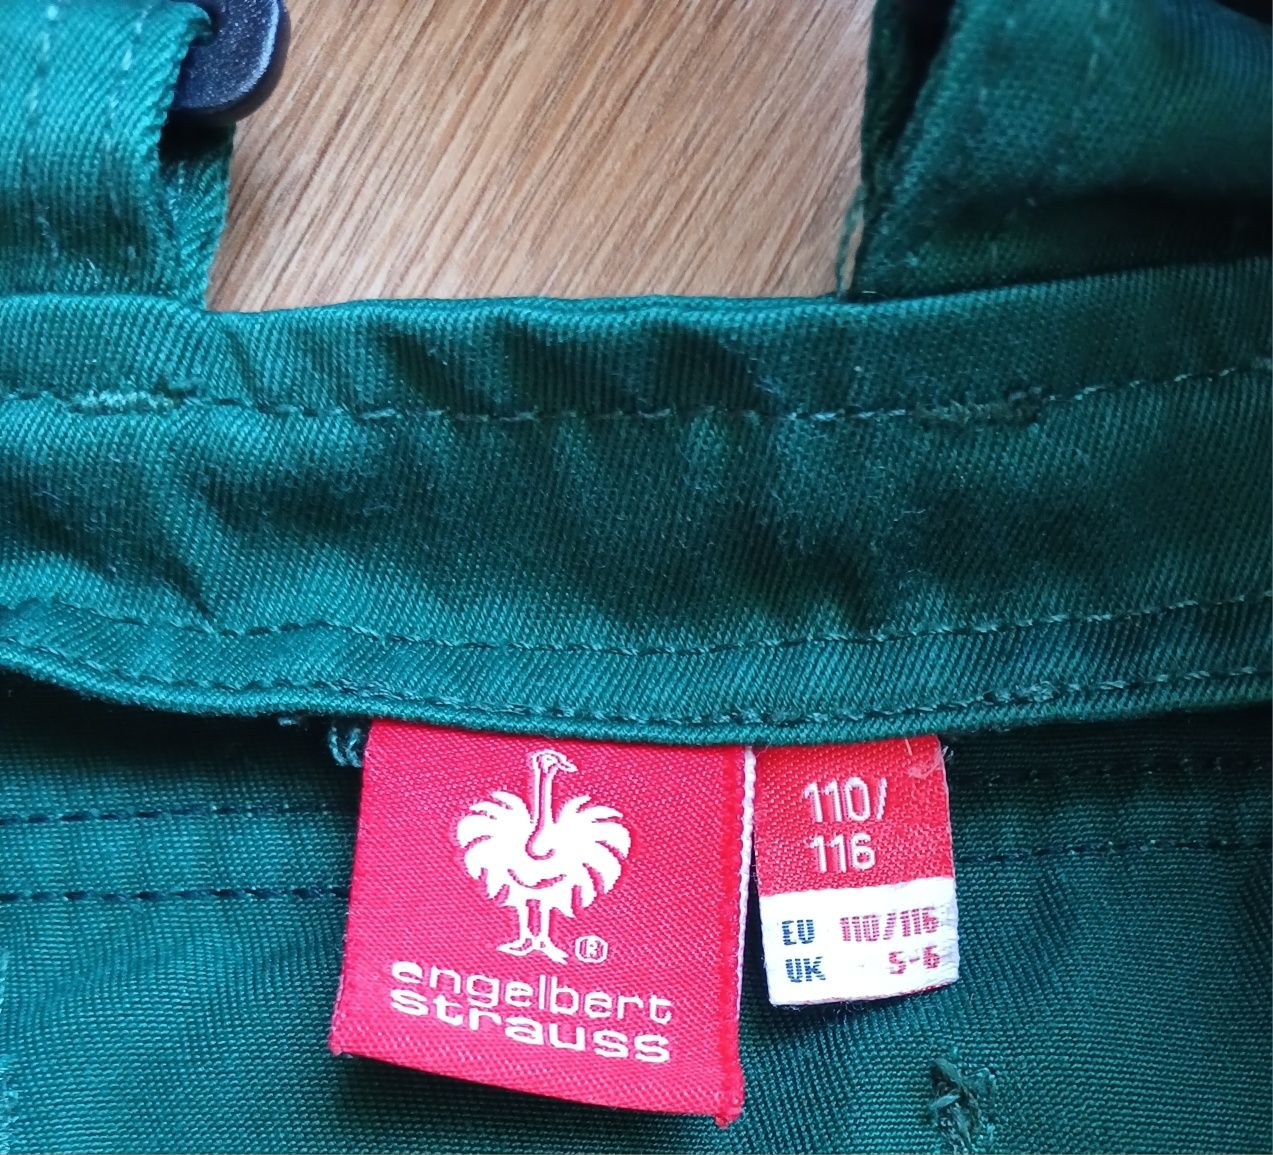 ®
engelbert
strauss
110/
116
EU 110/116
UK 5-6